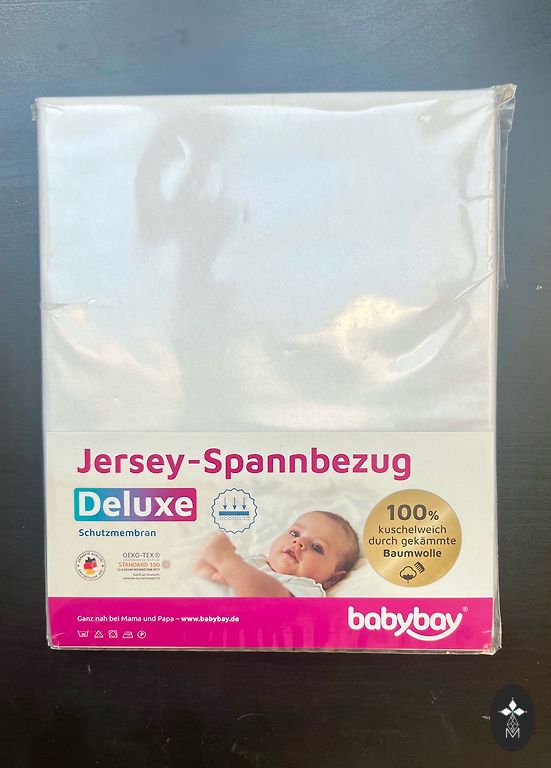 Jersey-Spannbezug
Deluxe
Schutzmembran
100%
kuschelweich
durch gekämmte
Baumwolle
OEKO-TEX®
STANDARD 100
Ganz nah bei Mama und Papa – www.babybay.de
babybay®
M